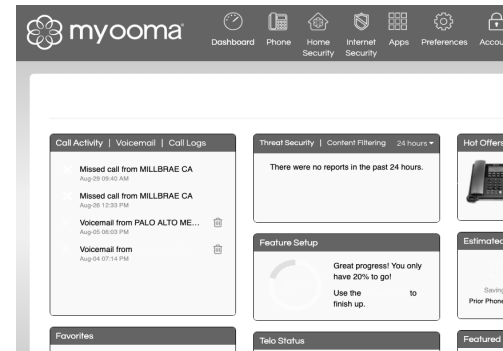 myooma
Dashboard
Phone
Home
Security
Internet
Security
Apps
Preferences
Call Activity | Voicemail | Call Logs
Missed call from MILLBRAE CA
Aug-29 09:40 AM
Missed call from MILLBRAE CA
Aug-28 12:33 PM
Voicemail from PALO ALTO ME...
Aug-05 08:03 PM
Voicemail from
Aug-04 07:14 PM
Favorites
Threat Security | Content Filtering 24 hours
There were no reports in the past 24 hours.
Feature Setup
Great progress! You only
have 20% to go!
Use the to
finish up.
Telo Status
Hot Offers
Estimated
Saving
Prior Phone
Featured